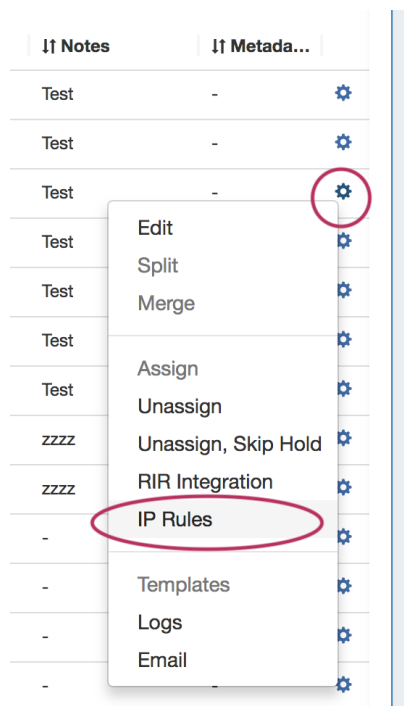 ↓↑ Notes ↓↑ Metada...
Test -
Test -
Test -
Edit
Test
Split
Test
Merge
Test
Assign
Test
Unassign
zzzz
Unassign, Skip Hold
zzzz
RIR Integration
IP Rules
-
Templates
-
Logs
-
Email
- -